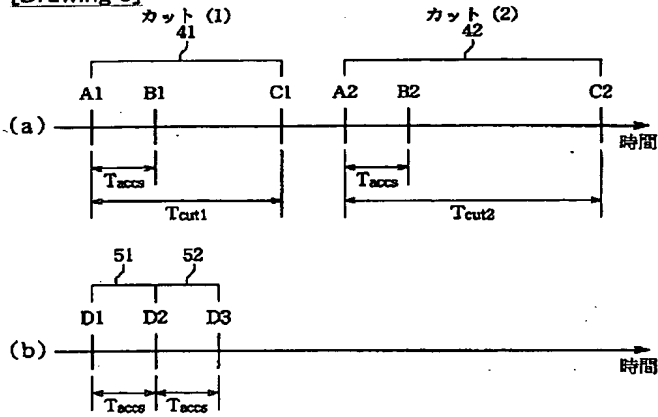 [Drawing 3]
カット (1)
カット (2)
41
42
A1 B1 C1 A2 B2 C2
(a)
時間
Taccs
Taccs
Tcut1
Tcut2
51 52
D1 D2 D3
(b)
時間
Taccs Taccs